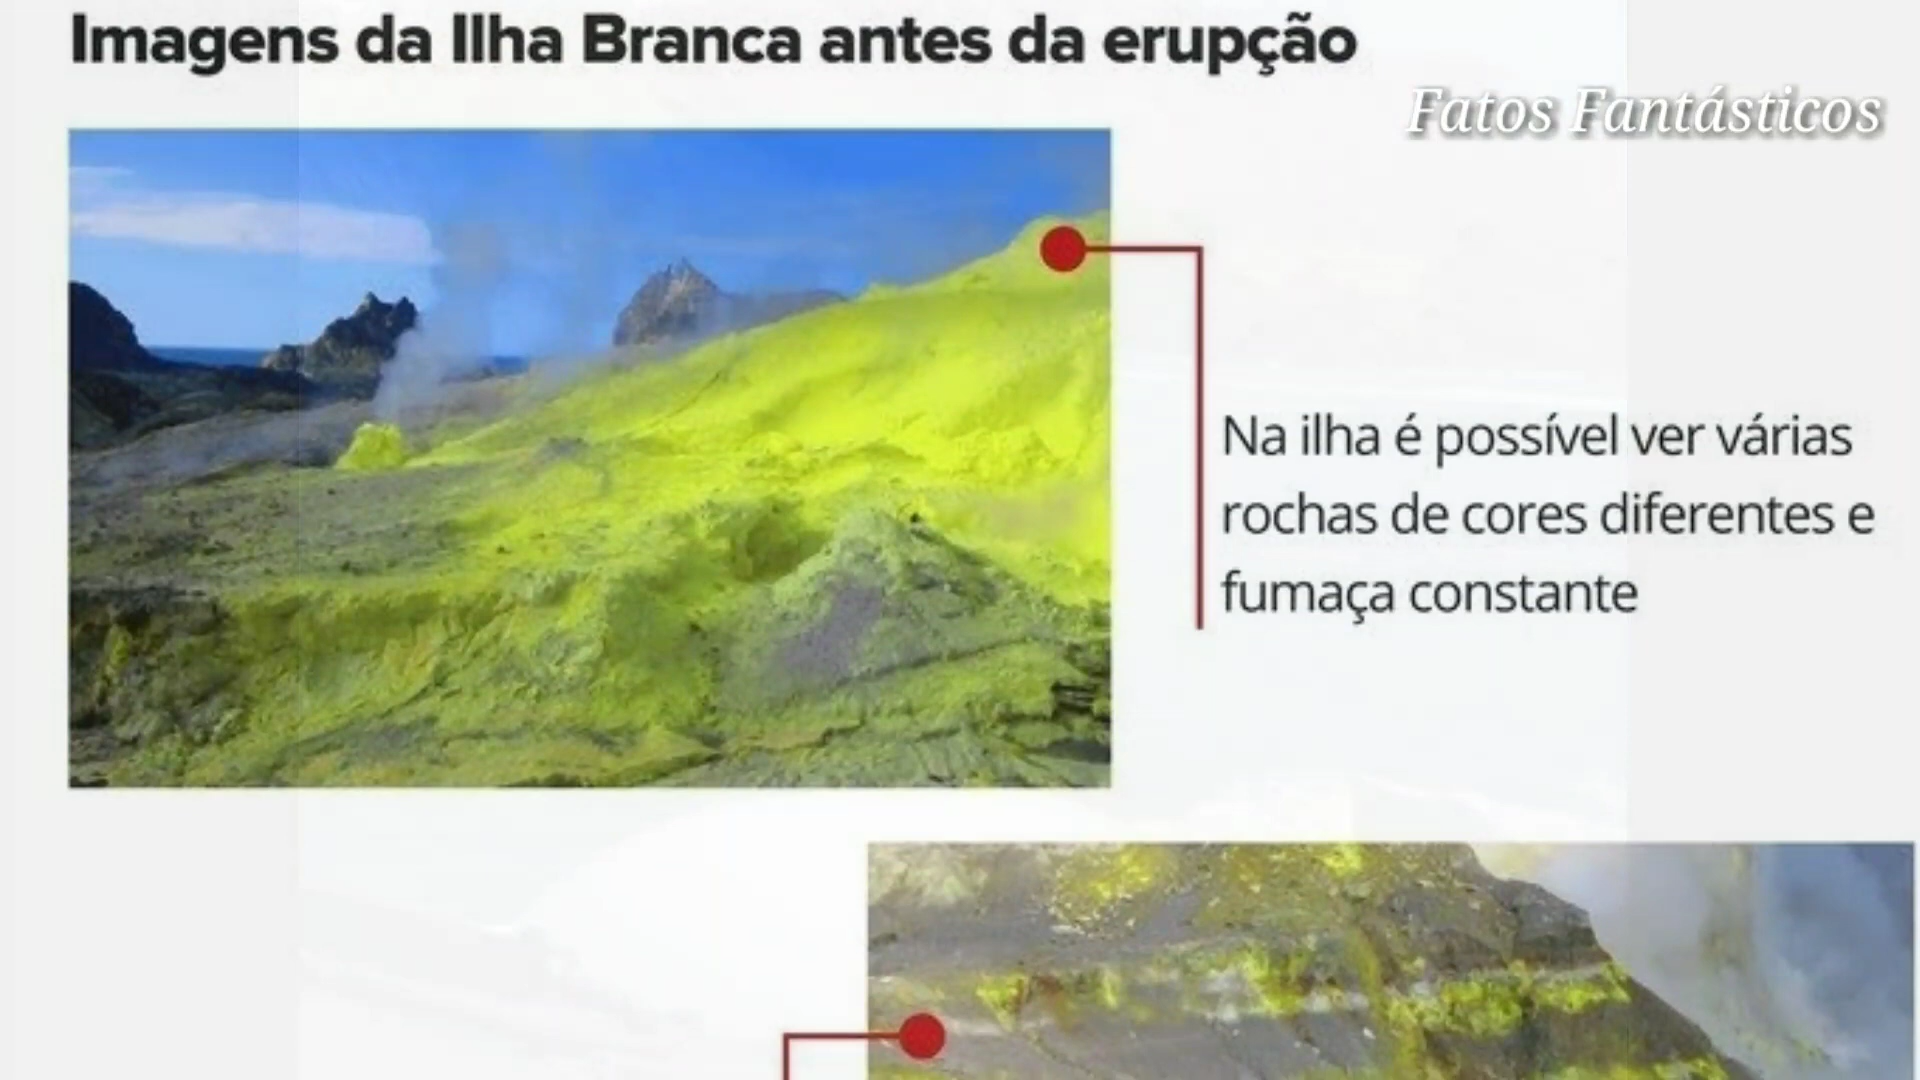 Imagens da Ilha Branca antes da erupção
Fatos Fantásticos
Na ilha é possível ver várias
rochas de cores diferentes e
fumaça constante